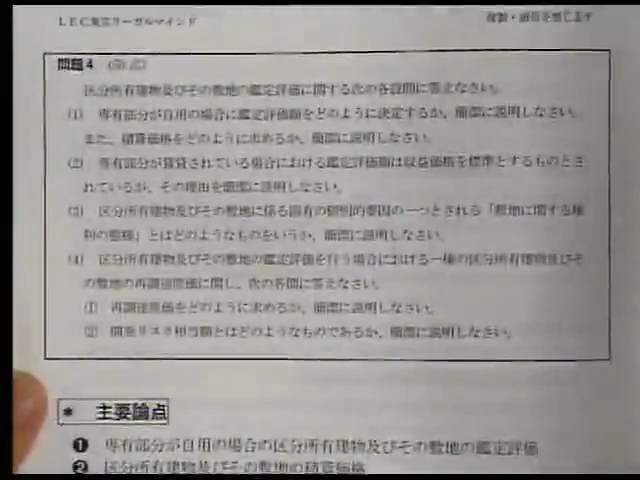 LEC東京リーガルマインド
複製・頒布を禁じます
問題4 (50点)
区分所有建物及びその敷地の鑑定評価に関する次の各設問に答えなさい。
(1) 専有部分が自用の場合に鑑定評価額をどのように決定するか、簡潔に説明しなさい。
また、積算価格をどのように求めるか、簡潔に説明しなさい。
(2) 専有部分が賃貸されている場合における鑑定評価額は収益価格を標準とするものとさ
れているが、その理由を簡潔に説明しなさい。
(3) 区分所有建物及びその敷地に係る固有の個別的要因の一つとされる「敷地に関する権
利の態様」とはどのようなものをいうか、簡潔に説明しなさい。
(4) 区分所有建物及びその敷地の鑑定評価を行う場合における一棟の区分所有建物及びそ
の敷地の再調達原価に関し、次の各問に答えなさい。
① 再調達原価をどのように求めるか、簡潔に説明しなさい。
② 開発リスク相当額とはどのようなものであるか、簡潔に説明しなさい。
* 主要論点
❶ 専有部分が自用の場合の区分所有建物及びその敷地の鑑定評価
❷ 区分所有建物及びその敷地の積算価格